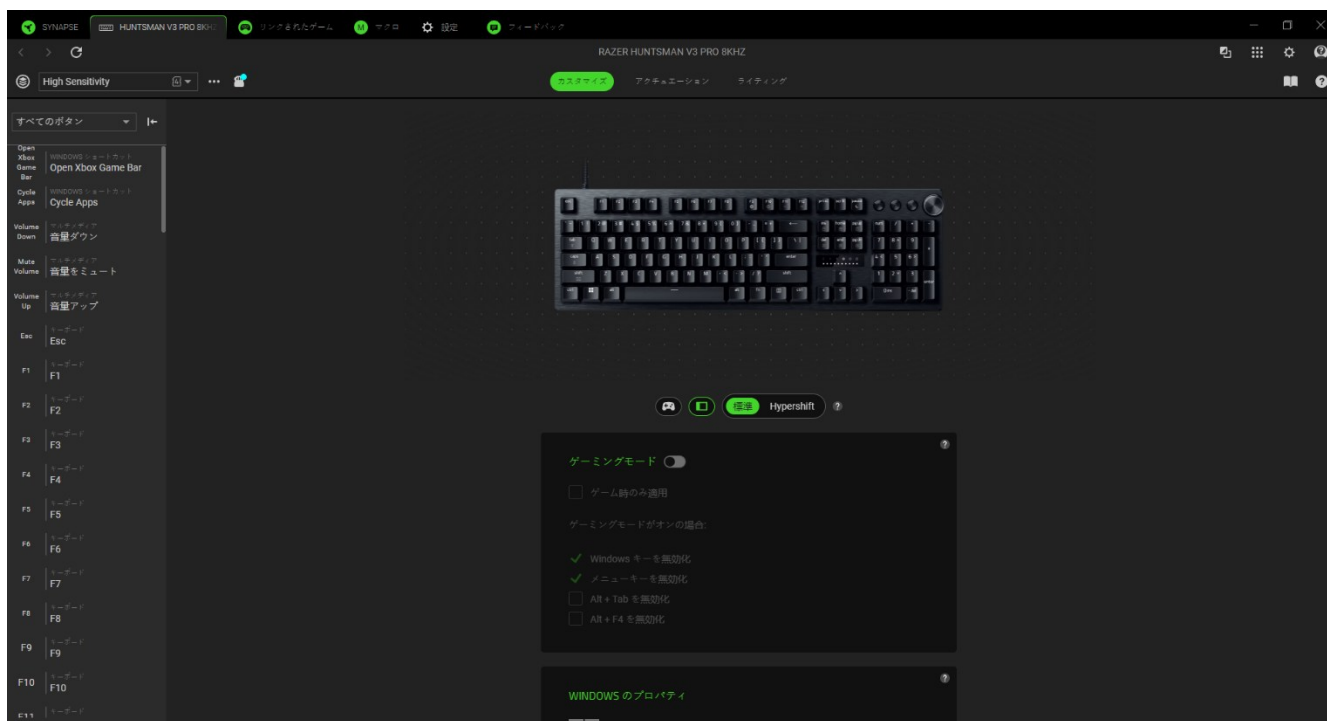 SYNAPSE
HUNTSMAN V3 PRO 8KHZ
リンクされたゲーム
マクロ
設定
フィードバック
RAZER HUNTSMAN V3 PRO 8KHZ
High Sensitivity
カスタマイズ
アクチュエーション
ライティング
すべてのボタン
Open Xbox Game Bar
WINDOWS ショートカット
Open Xbox Game Bar
Cycle Apps
WINDOWS ショートカット
Cycle Apps
Volume Down
マルチメディア
音量ダウン
Mute Volume
マルチメディア
音量をミュート
Volume Up
マルチメディア
音量アップ
Esc
キーボード
Esc
F1
キーボード
F1
F2
キーボード
F2
F3
キーボード
F3
F4
キーボード
F4
F5
キーボード
F5
F6
キーボード
F6
F7
キーボード
F7
F8
キーボード
F8
F9
キーボード
F9
F10
キーボード
F10
F11
キーボード
標準
Hypershift
ゲーミングモード
ゲーム時のみ適用
ゲーミングモードがオンの場合:
Windows キーを無効化
メニューキーを無効化
Alt + Tab を無効化
Alt + F4 を無効化
WINDOWS のプロパティ